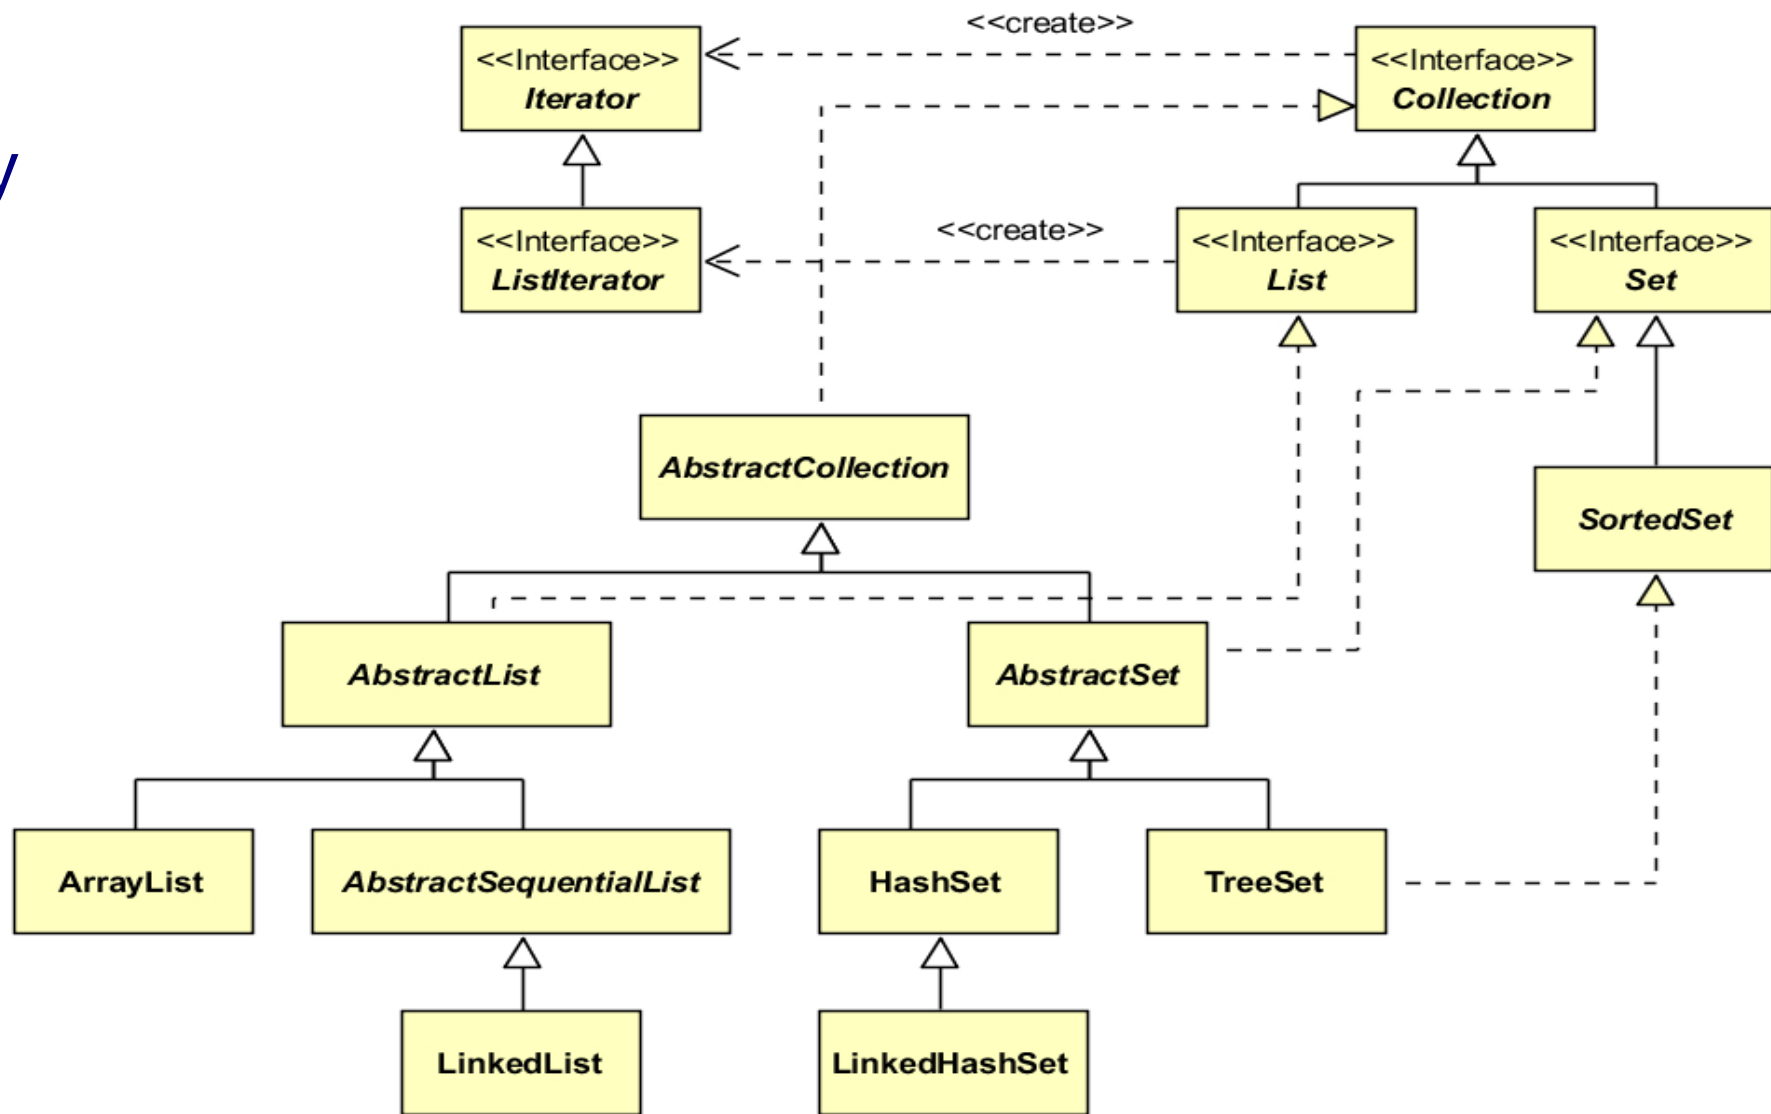 <<create>>
<<Interface>>
Iterator
<<Interface>>
Collection
y
<<Interface>>
ListIterator
<<create>>
<<Interface>>
List
<<Interface>>
Set
AbstractCollection
SortedSet
AbstractList
AbstractSet
ArrayList
AbstractSequentialList
HashSet
TreeSet
LinkedList
LinkedHashSet